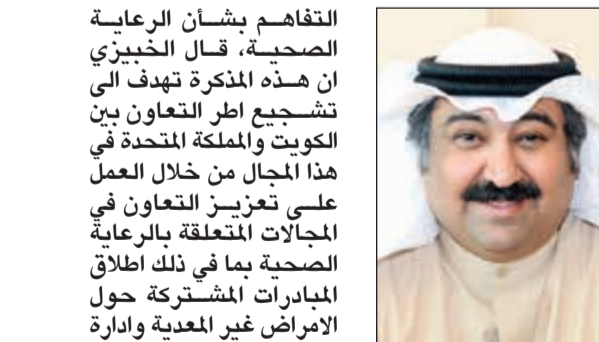 التفاهم بشأن الرعاية
الصحية، قال الخبيزي
ان هذه المذكرة تهدف الى
تشجيع اطر التعاون بين
الكويت والمملكة المتحدة في
هذا المجال من خلال العمل
على تعزيز التعاون في
المجالات المتعلقة بالرعاية
الصحية بما في ذلك اطلاق
المبادرات المشتركة حول
الامراض غير المعدية وادارة